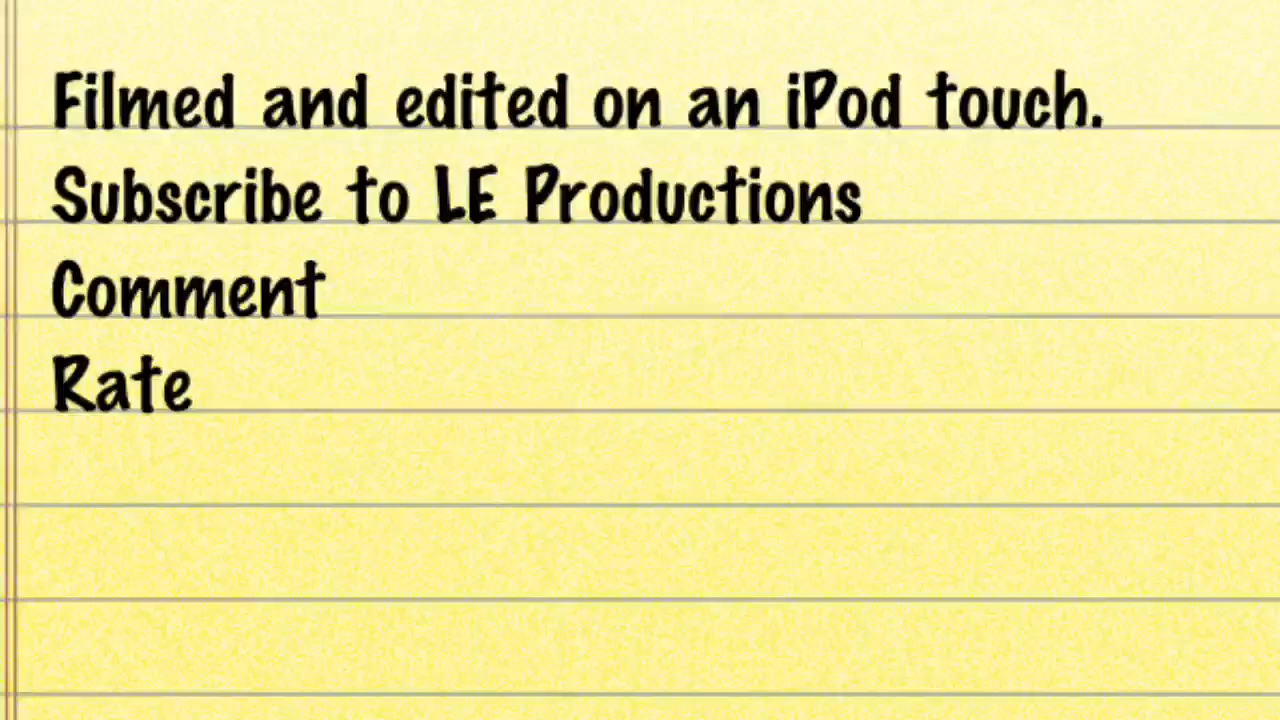 Filmed and edited on an iPod touch.
Subscribe to LE Productions
Comment
Rate